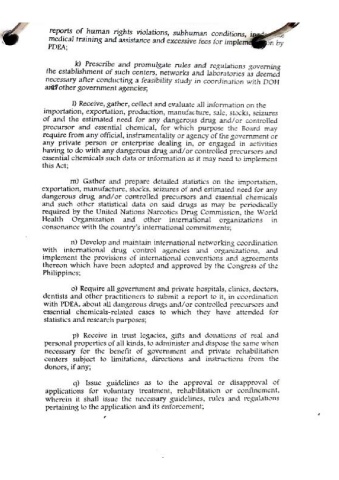 reports of human rights violations, subhuman conditions,
medical training and assistance and excessive fees for by
PDEA;
k) Prescribe and promulgate rules and regulations governing
the establishment of such centers, networks and laboratories as deemed
necessary after conducting a feasibility study in coordination with DOH
and other government agencies;
l) Receive, gather, collect and evaluate all information on the
importation, exportation, production, manufacture, sale, stocks, seizures
of and the estimated need for any dangerous drug and/or controlled
precursor and essential chemical, for which purpose the Board may
require from any official, instrumentality or agency of the government or
any private person or enterprise dealing in, or engaged in activities
having to do with any dangerous drug and/or controlled precursors and
essential chemicals such data or information as it may need to implement
this Act;
m) Gather and prepare detailed statistics on the importation,
exportation, manufacture, stocks, seizures of and estimated need for any
dangerous drug and/or controlled precursors and essential chemicals
and such other statistical data on said drugs as may be periodically
required by the United Nations Narcotics Drug Commission, the World
Health Organization and other international organizations in
consonance with the country's international commitments;
n) Develop and maintain international networking coordination
with international drug control agencies and organizations, and
implement the provisions of international conventions and agreements
thereon which have been adopted and approved by the Congress of the
Philippines;
o) Require all government and private hospitals, clinics, doctors,
dentists and other practitioners to submit a report to it, in coordination
with PDEA, about all dangerous drugs and/or controlled precursors and
essential chemicals-related cases to which they have attended for
statistics and research purposes;
p) Receive in trust legacies, gifts and donations of real and
personal properties of all kinds, to administer and dispose the same when
necessary for the benefit of government and private rehabilitation
centers subject to limitations, directions and instructions from the
donors, if any;
q) Issue guidelines as to the approval or disapproval of
applications for voluntary treatment, rehabilitation or confinement,
wherein it shall issue the necessary guidelines, rules and regulations
pertaining to the application and its enforcement;